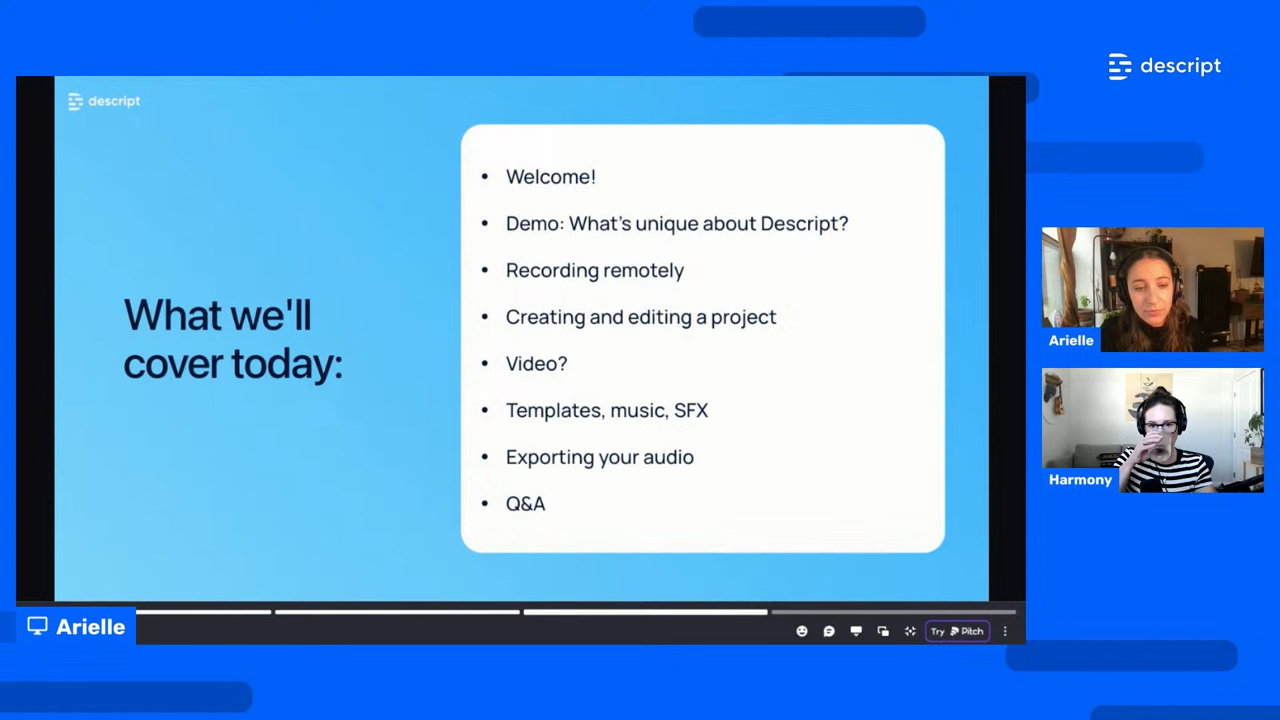 descript
descript
What we'll
cover today:
• Welcome!
• Demo: What's unique about Descript?
• Recording remotely
• Creating and editing a project
• Video?
• Templates, music, SFX
• Exporting your audio
• Q&A
Arielle
Harmony
Arielle
Try Pitch